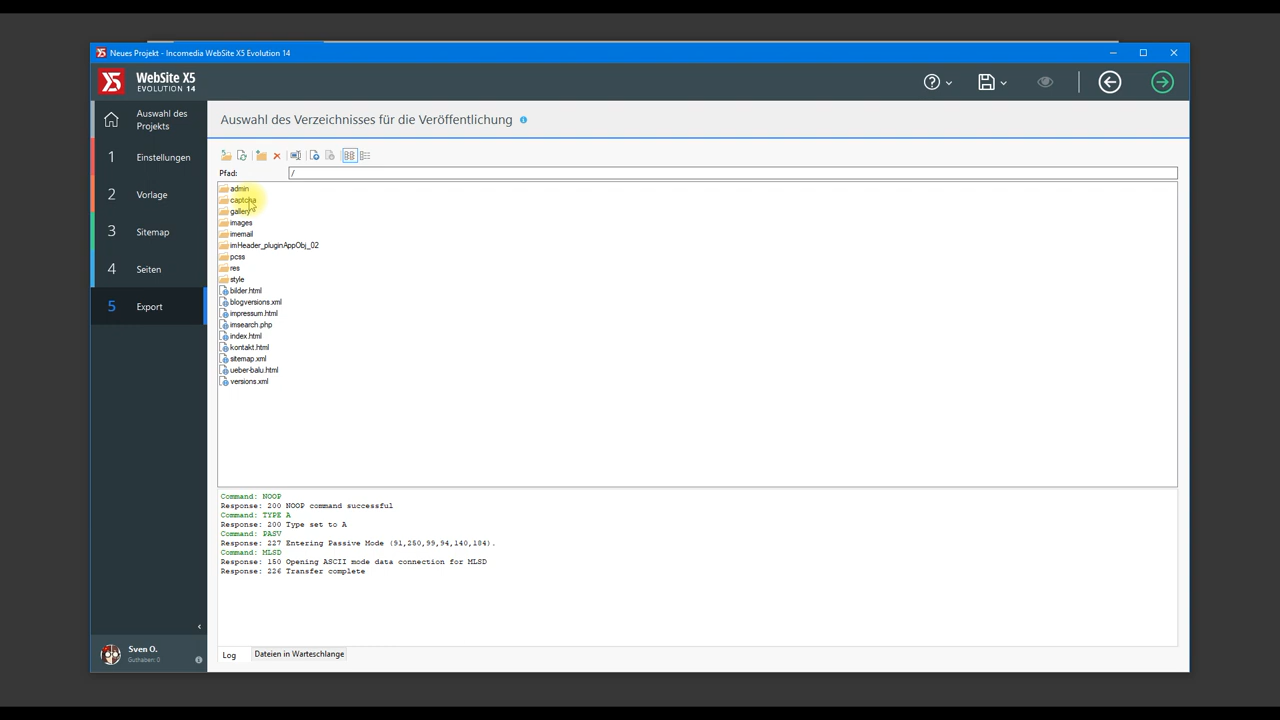 Neues Projekt - Incomedia WebSite X5 Evolution 14
WebSite X5
EVOLUTION 14
Auswahl des
Projekts
1 Einstellungen
2 Vorlage
3 Sitemap
4 Seiten
5 Export
Sven O.
Guthaben: 0
Auswahl des Verzeichnisses für die Veröffentlichung
Pfad: /
admin
captcha
gallery
images
imemail
imHeader_pluginAppObj_02
pcss
res
style
bilder.html
blogversions.xml
impressum.html
imsearch.php
index.html
kontakt.html
sitemap.xml
ueber-balu.html
versions.xml
Command: NOOP
Response: 200 NOOP command successful
Command: TYPE A
Response: 200 Type set to A
Command: PASV
Response: 227 Entering Passive Mode (91,250,99,94,140,184).
Command: MLSD
Response: 150 Opening ASCII mode data connection for MLSD
Response: 226 Transfer complete
Log Dateien in Warteschlange